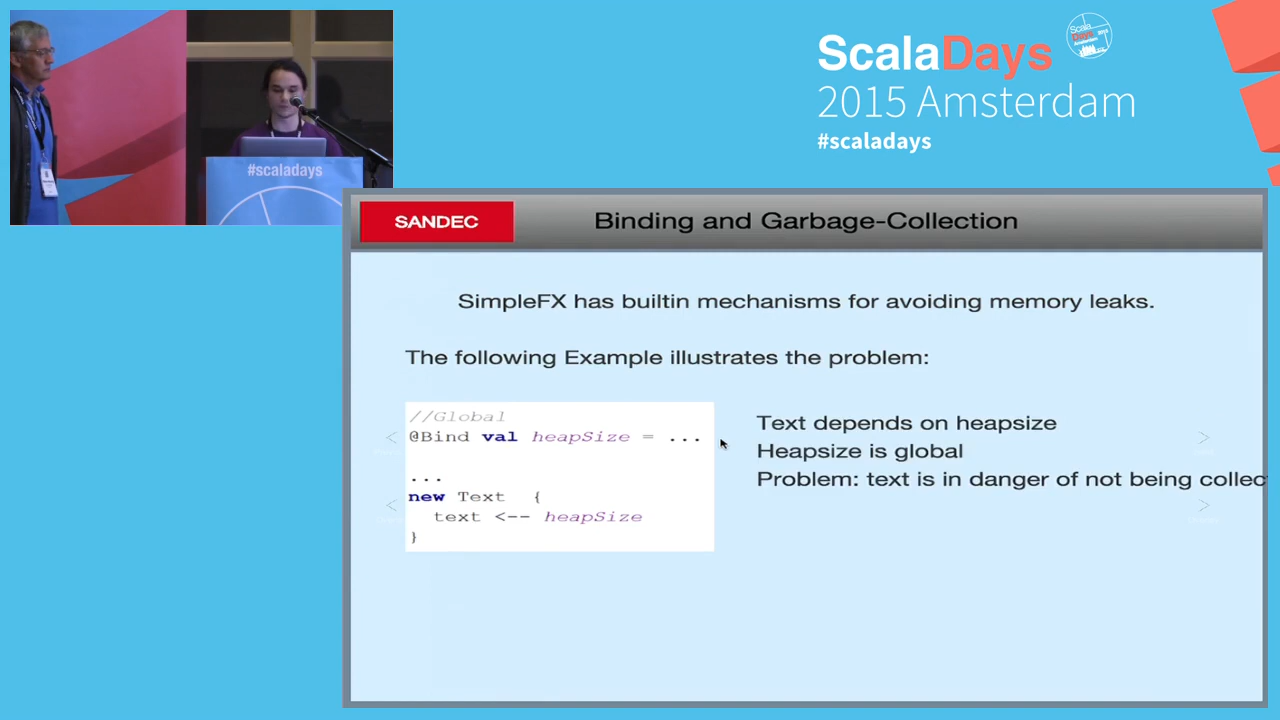 #scaladays
ScalaDays
2015 Amsterdam
#scaladays
SANDEC
Binding and Garbage-Collection
SimpleFX has builtin mechanisms for avoiding memory leaks.
The following Example illustrates the problem:
//Global
@Bind val heapSize = ...
...
new Text {
text <-- heapSize
}
Text depends on heapsize
Heapsize is global
Problem: text is in danger of not being collec